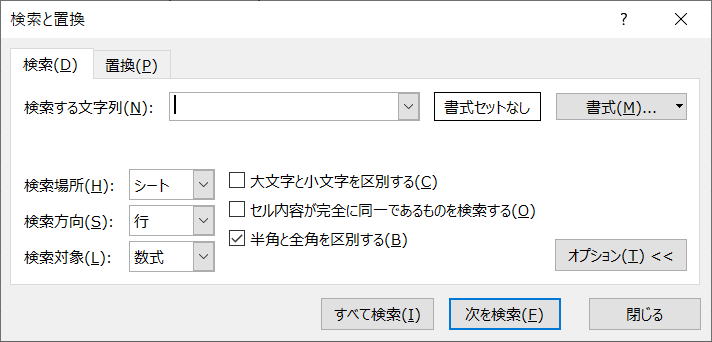 検索と置換 ?
検索(D) 置換(P)
検索する文字列(N): 書式セットなし 書式(M)...
検索場所(H): シート 大文字と小文字を区別する(C)
検索方向(S): 行 セル内容が完全に同一であるものを検索する(O)
検索対象(L): 数式 半角と全角を区別する(B)
オプション(T) <<
すべて検索(I) 次を検索(F) 閉じる